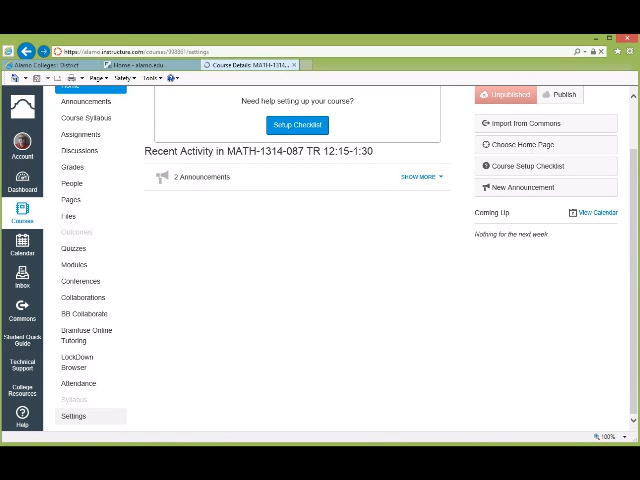 https://alamo.instructure.com/courses/998361/settings
Alamo Colleges : District
Home - alamo.edu
Course Details: MATH-1314...
Page
Safety
Tools
Home
Announcements
Course Syllabus
Assignments
Discussions
Grades
People
Pages
Files
Outcomes
Quizzes
Modules
Conferences
Collaborations
BB Collaborate
Brainfuse Online
Tutoring
LockDown
Browser
Attendance
Syllabus
Settings
Account
Dashboard
Courses
Calendar
Inbox
Commons
Student Quick
Guide
Technical
Support
College
Resources
Help
Need help setting up your course?
Setup Checklist
Recent Activity in MATH-1314-087 TR 12:15-1:30
2 Announcements
SHOW MORE
Unpublished
Publish
Import from Commons
Choose Home Page
Course Setup Checklist
New Announcement
Coming Up
View Calendar
Nothing for the next week
100%